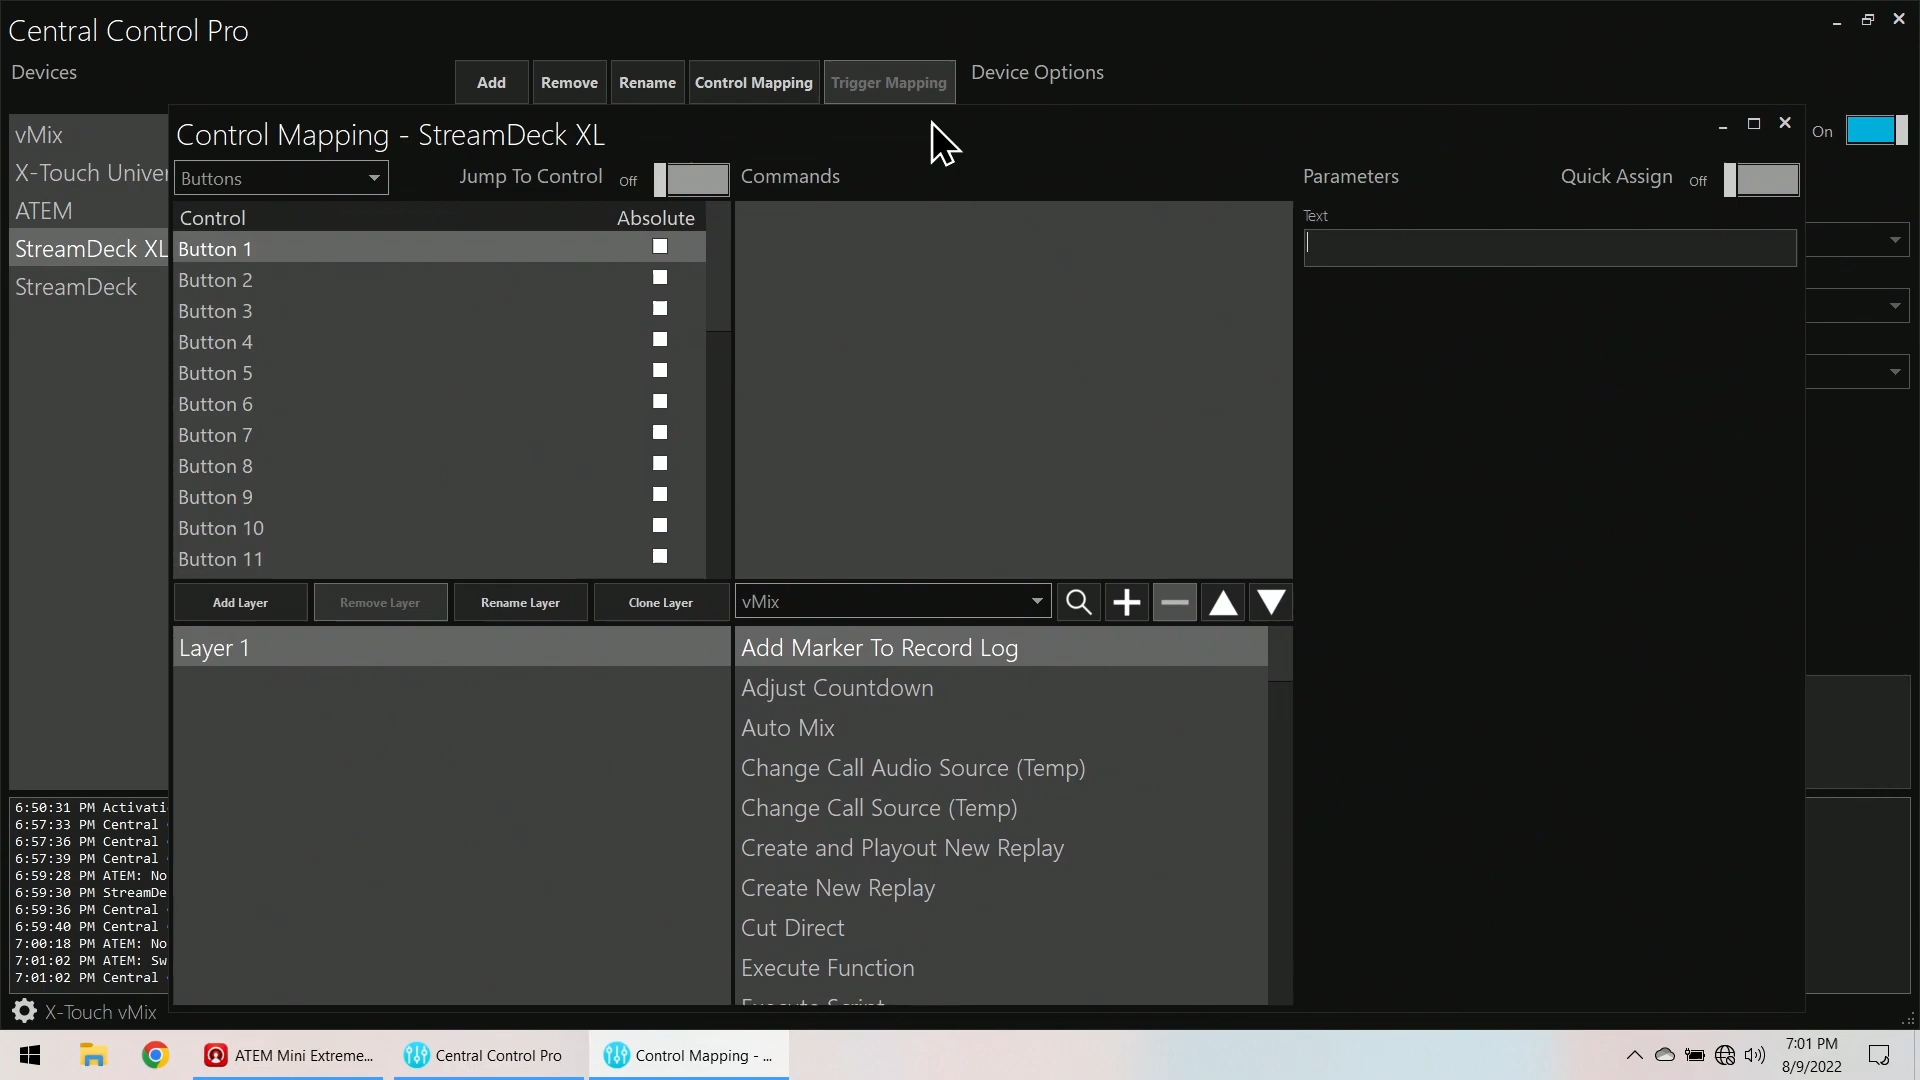 Central Control Pro
Devices
Add
Remove
Rename
Control Mapping
Trigger Mapping
Device Options
vMix
X-Touch Univer
ATEM
StreamDeck XL
StreamDeck
On
Control Mapping - StreamDeck XL
Buttons
Jump To Control
Off
Commands
Parameters
Quick Assign
Off
Control
Absolute
Text
Button 1
Button 2
Button 3
Button 4
Button 5
Button 6
Button 7
Button 8
Button 9
Button 10
Button 11
Add Layer
Remove Layer
Rename Layer
Clone Layer
vMix
Layer 1
Add Marker To Record Log
Adjust Countdown
Auto Mix
Change Call Audio Source (Temp)
Change Call Source (Temp)
Create and Playout New Replay
Create New Replay
Cut Direct
Execute Function
Execute Script
6:50:31 PM Activati
6:57:33 PM Central
6:57:36 PM Central
6:57:39 PM Central
6:59:28 PM ATEM: No
6:59:30 PM StreamDe
6:59:36 PM Central
6:59:40 PM Central
7:00:18 PM ATEM: No
7:01:02 PM ATEM: Sw
7:01:02 PM Central
X-Touch vMix
ATEM Mini Extreme...
Central Control Pro
Control Mapping - ...
7:01 PM
8/9/2022